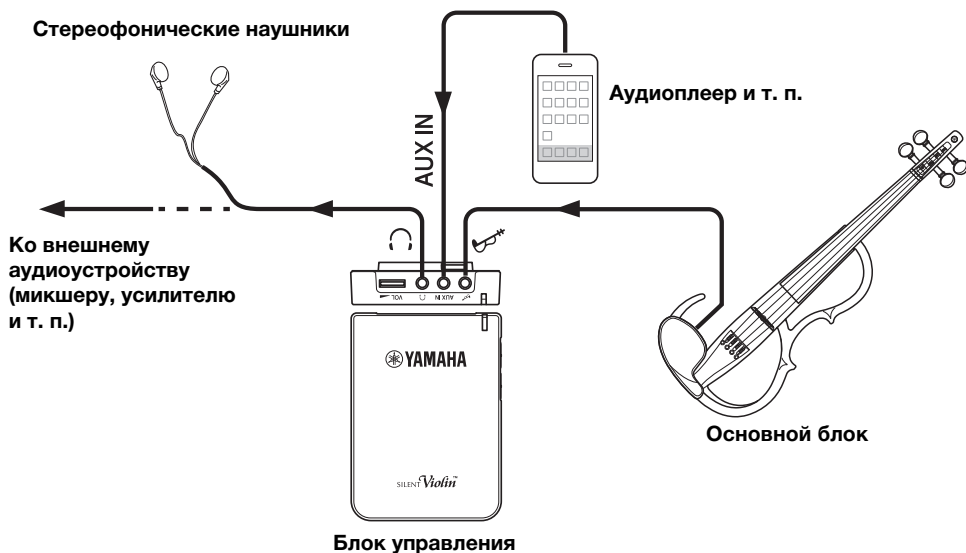 Стереофонические наушники
Аудиоплеер и т. п.
AUX IN
Ко внешнему
аудиоустройству
(микшеру, усилителю
и т. п.)
VOL. AUX IN
YAMAHA
SILENT Violin™
Основной блок
Блок управления